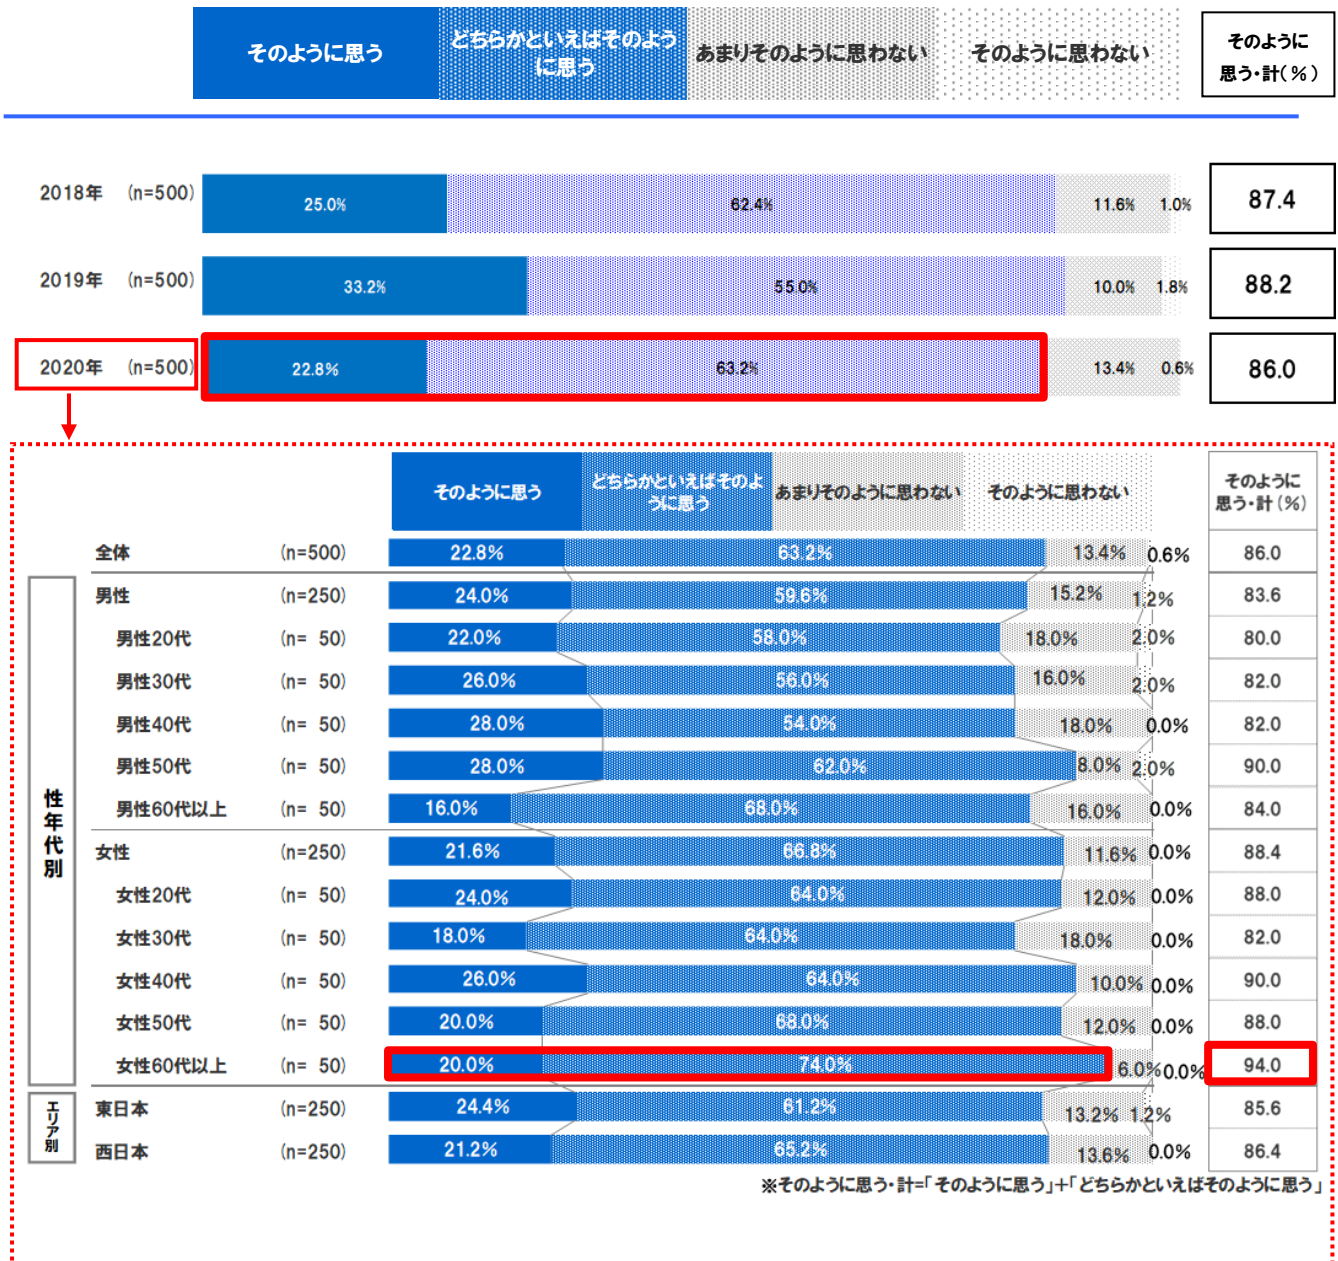 そのように思う
どちらかといえばそのよう
に思う
あまりそのように思わない
そのように思わない
そのように
思う・計(%)
2018年 (n=500) 25.0% 62.4% 11.6% 1.0% 87.4
2019年 (n=500) 33.2% 55.0% 10.0% 1.8% 88.2
2020年 (n=500) 22.8% 63.2% 13.4% 0.6% 86.0
そのように思う
どちらかといえばそのよ
うに思う
あまりそのように思わない
そのように思わない
そのように
思う・計(%)
全体 (n=500) 22.8% 63.2% 13.4% 0.6% 86.0
性年代別
男性 (n=250) 24.0% 59.6% 15.2% 1.2% 83.6
男性20代 (n= 50) 22.0% 58.0% 18.0% 2.0% 80.0
男性30代 (n= 50) 26.0% 56.0% 16.0% 2.0% 82.0
男性40代 (n= 50) 28.0% 54.0% 18.0% 0.0% 82.0
男性50代 (n= 50) 28.0% 62.0% 8.0% 2.0% 90.0
男性60代以上 (n= 50) 16.0% 68.0% 16.0% 0.0% 84.0
女性 (n=250) 21.6% 66.8% 11.6% 0.0% 88.4
女性20代 (n= 50) 24.0% 64.0% 12.0% 0.0% 88.0
女性30代 (n= 50) 18.0% 64.0% 18.0% 0.0% 82.0
女性40代 (n= 50) 26.0% 64.0% 10.0% 0.0% 90.0
女性50代 (n= 50) 20.0% 68.0% 12.0% 0.0% 88.0
女性60代以上 (n= 50) 20.0% 74.0% 6.0% 0.0% 94.0
エリア別
東日本 (n=250) 24.4% 61.2% 13.2% 1.2% 85.6
西日本 (n=250) 21.2% 65.2% 13.6% 0.0% 86.4
※そのように思う・計=「そのように思う」+「どちらかといえばそのように思う」